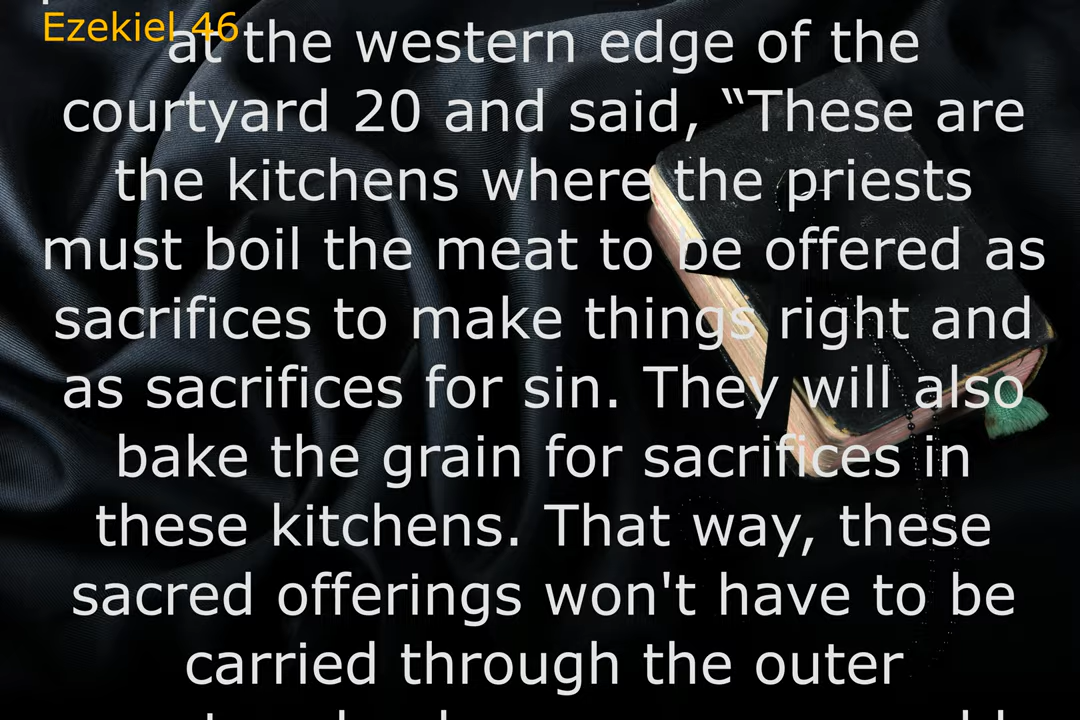 Ezekiel 46
at the western edge of the
courtyard 20 and said, “These are
the kitchens where the priests
must boil the meat to be offered as
sacrifices to make things right and
as sacrifices for sin. They will also
bake the grain for sacrifices in
these kitchens. That way, these
sacred offerings won't have to be
carried through the outer